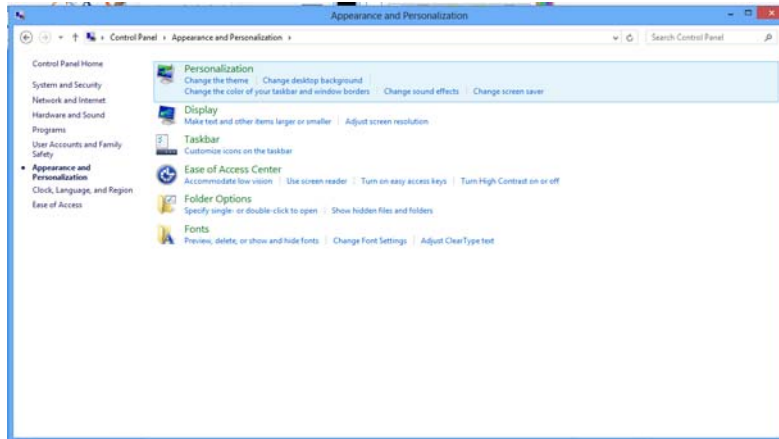 Appearance and Personalization
Control Panel Appearance and Personalization
Search Control Panel
Control Panel Home
System and Security
Network and Internet
Hardware and Sound
Programs
User Accounts and Family
Safety
Appearance and
Personalization
Clock, Language, and Region
Ease of Access
Personalization
Change the theme Change desktop background
Change the color of your taskbar and window borders Change sound effects Change screen saver
Display
Make text and other items larger or smaller Adjust screen resolution
Taskbar
Customize icons on the taskbar
Ease of Access Center
Accommodate low vision Use screen reader Turn on easy access keys Turn High Contrast on or off
Folder Options
Specify single- or double-click to open Show hidden files and folders
Fonts
Preview, delete, or show and hide fonts Change Font Settings Adjust ClearType text